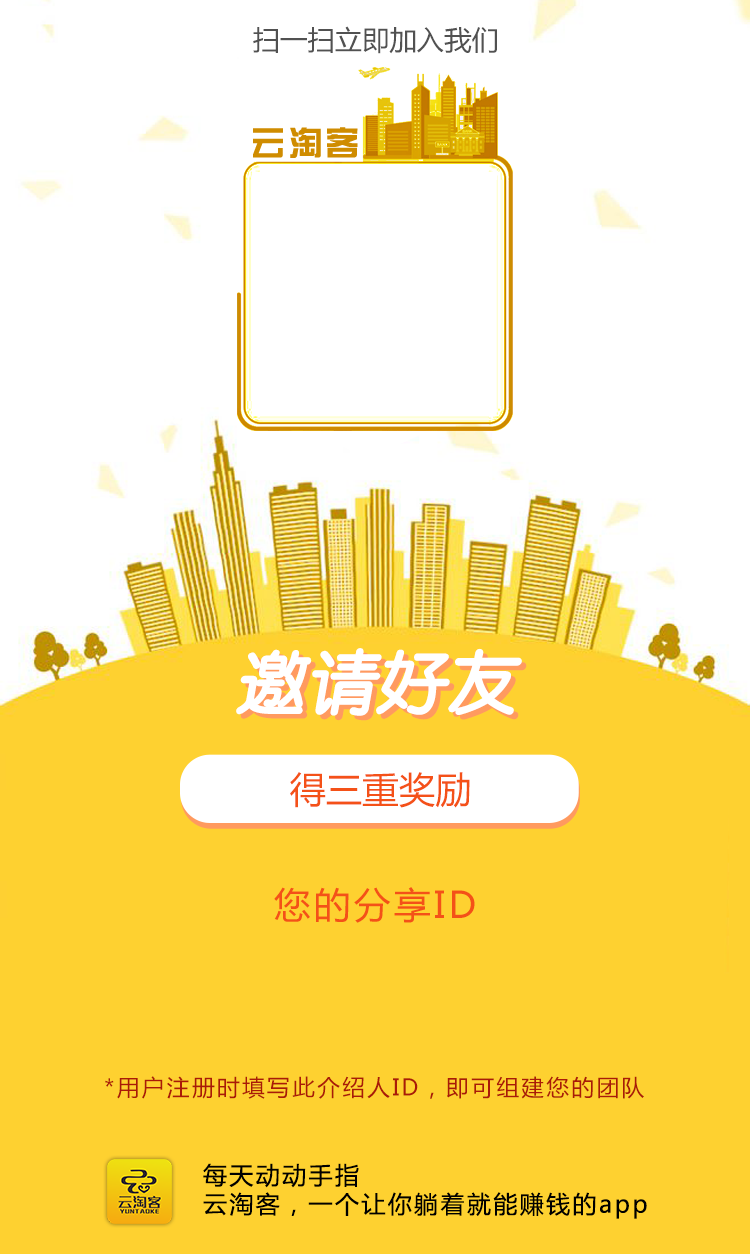 扫一扫立即加入我们
云淘客
邀请好友
得三重奖励
您的分享ID
*用户注册时填写此介绍人ID，即可组建您的团队
云淘客
YUNTAOKE
每天动动手指
云淘客，一个让你躺着就能赚钱的app